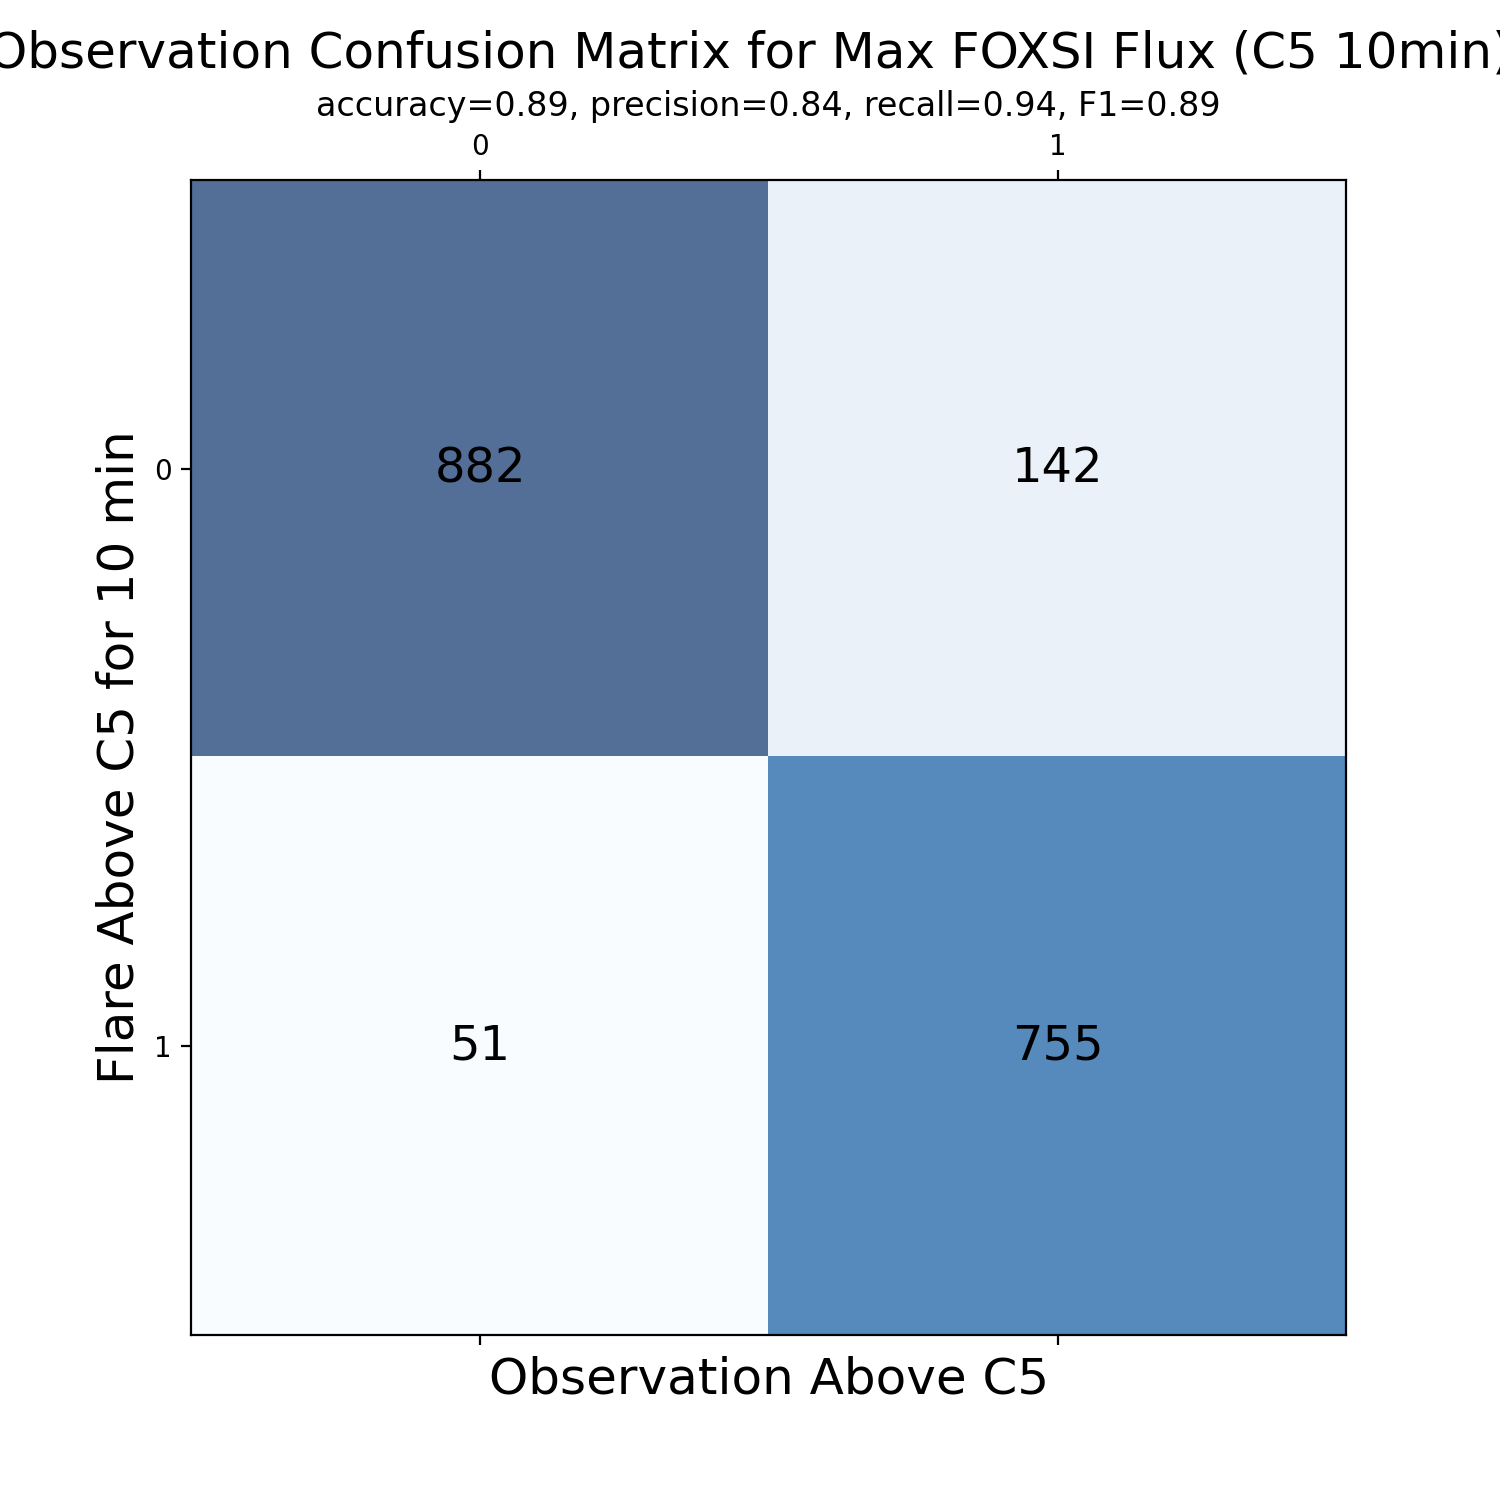 Observation Confusion Matrix for Max FOXSI Flux (C5 10min)
accuracy=0.89, precision=0.84, recall=0.94, F1=0.89
0 1
Flare Above C5 for 10 min
0
882 142
1
51 755
Observation Above C5